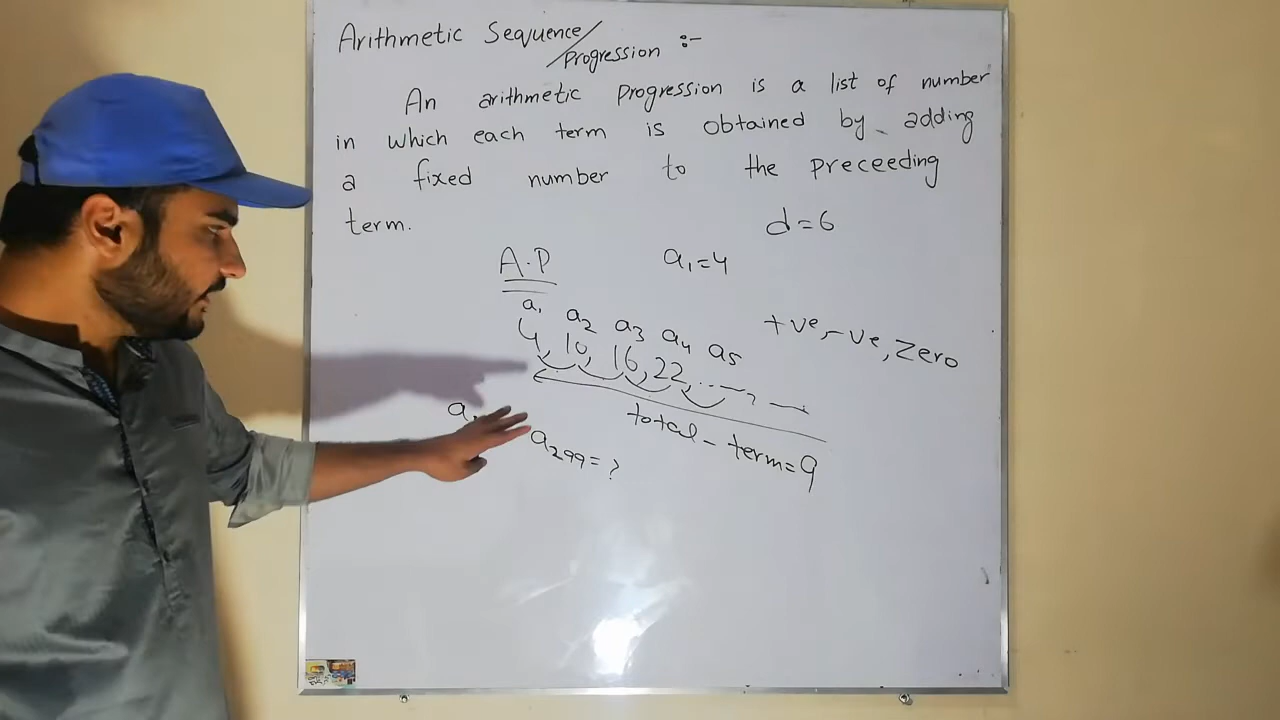 Arithmetic Sequence/
Progression :-
An arithmetic Progression is a list of number
in which each term is obtained by adding
a fixed number to the preceeding
term.
d=6
A.P
a₁=4
a₁ a₂ a₃ a₄ a₅
+ve, -ve, Zero
4, 10, 16, 22, ...
total - term = 9
a₂₉₉ = ?